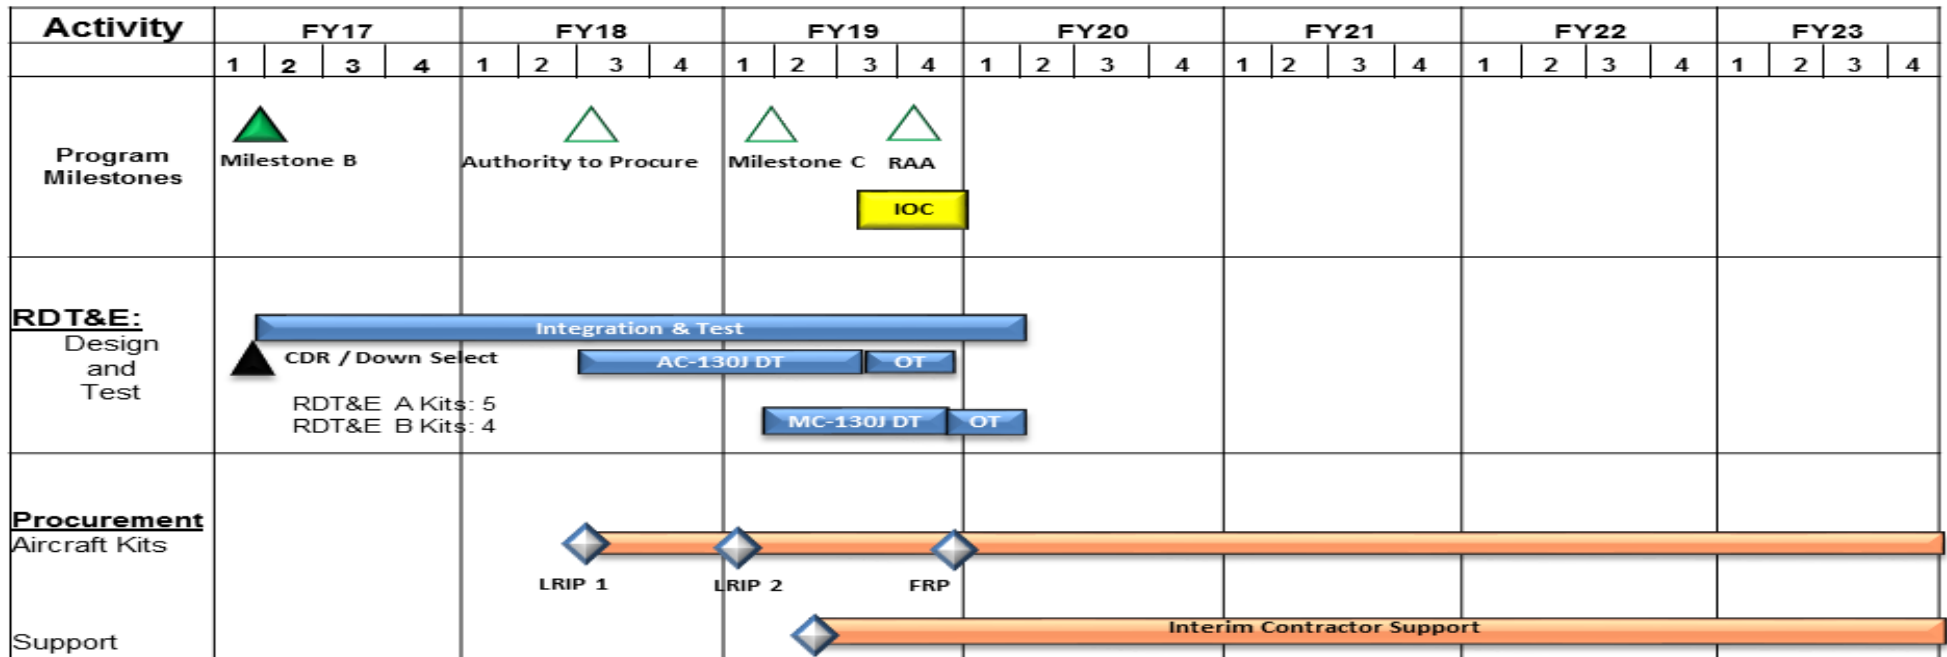 Activity FY17 FY18 FY19 FY20 FY21 FY22 FY23
1 2 3 4 1 2 3 4 1 2 3 4 1 2 3 4 1 2 3 4 1 2 3 4 1 2 3 4
Program
Milestones
Milestone B Authority to Procure Milestone C RAA
IOC
RDT&E:
Design
and
Test
Integration & Test
CDR / Down Select AC-130J DT OT
RDT&E A Kits: 5
RDT&E B Kits: 4
MC-130J DT OT
Procurement
Aircraft Kits
LRIP 1 LRIP 2 FRP
Support Interim Contractor Support